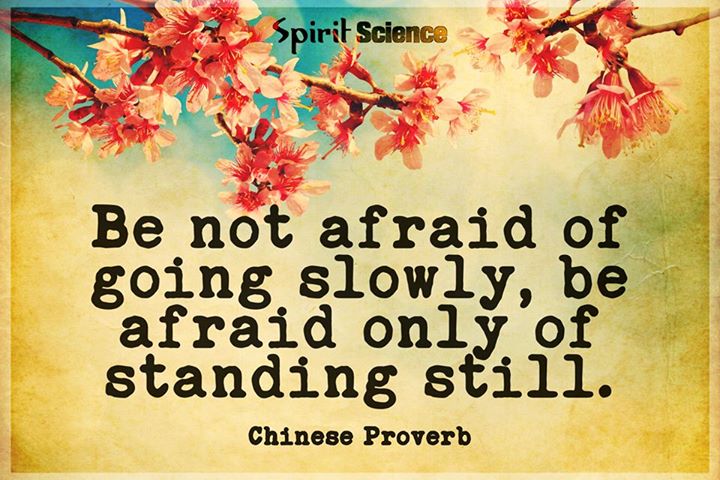 Spirit Science
Be not afraid of
going slowly, be
afraid only of
standing still.
Chinese Proverb